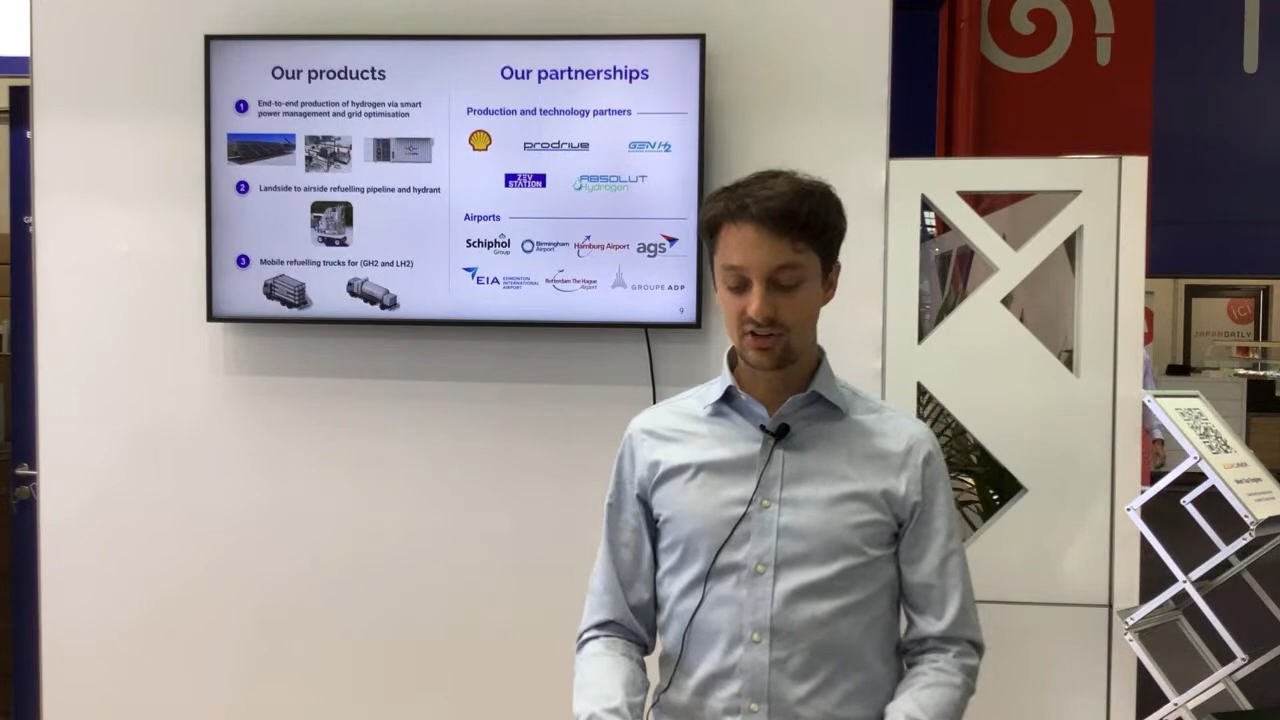 Our products
1
End-to-end production of hydrogen via smart
power management and grid optimisation
2
Landside to airside refuelling pipeline and hydrant
3
Mobile refuelling trucks for (GH2 and LH2)
Our partnerships
Production and technology partners
prodrive
GEN H2
ZEV
STATION
ABSOLUT
Hydrogen
Airports
Schiphol
Group
Birmingham
Airport
Hamburg Airport
ags
EIA
EDMONTON
INTERNATIONAL
AIRPORT
Rotterdam The Hague
Airport
GROUPE ADP
9
ici
JAPADAILY